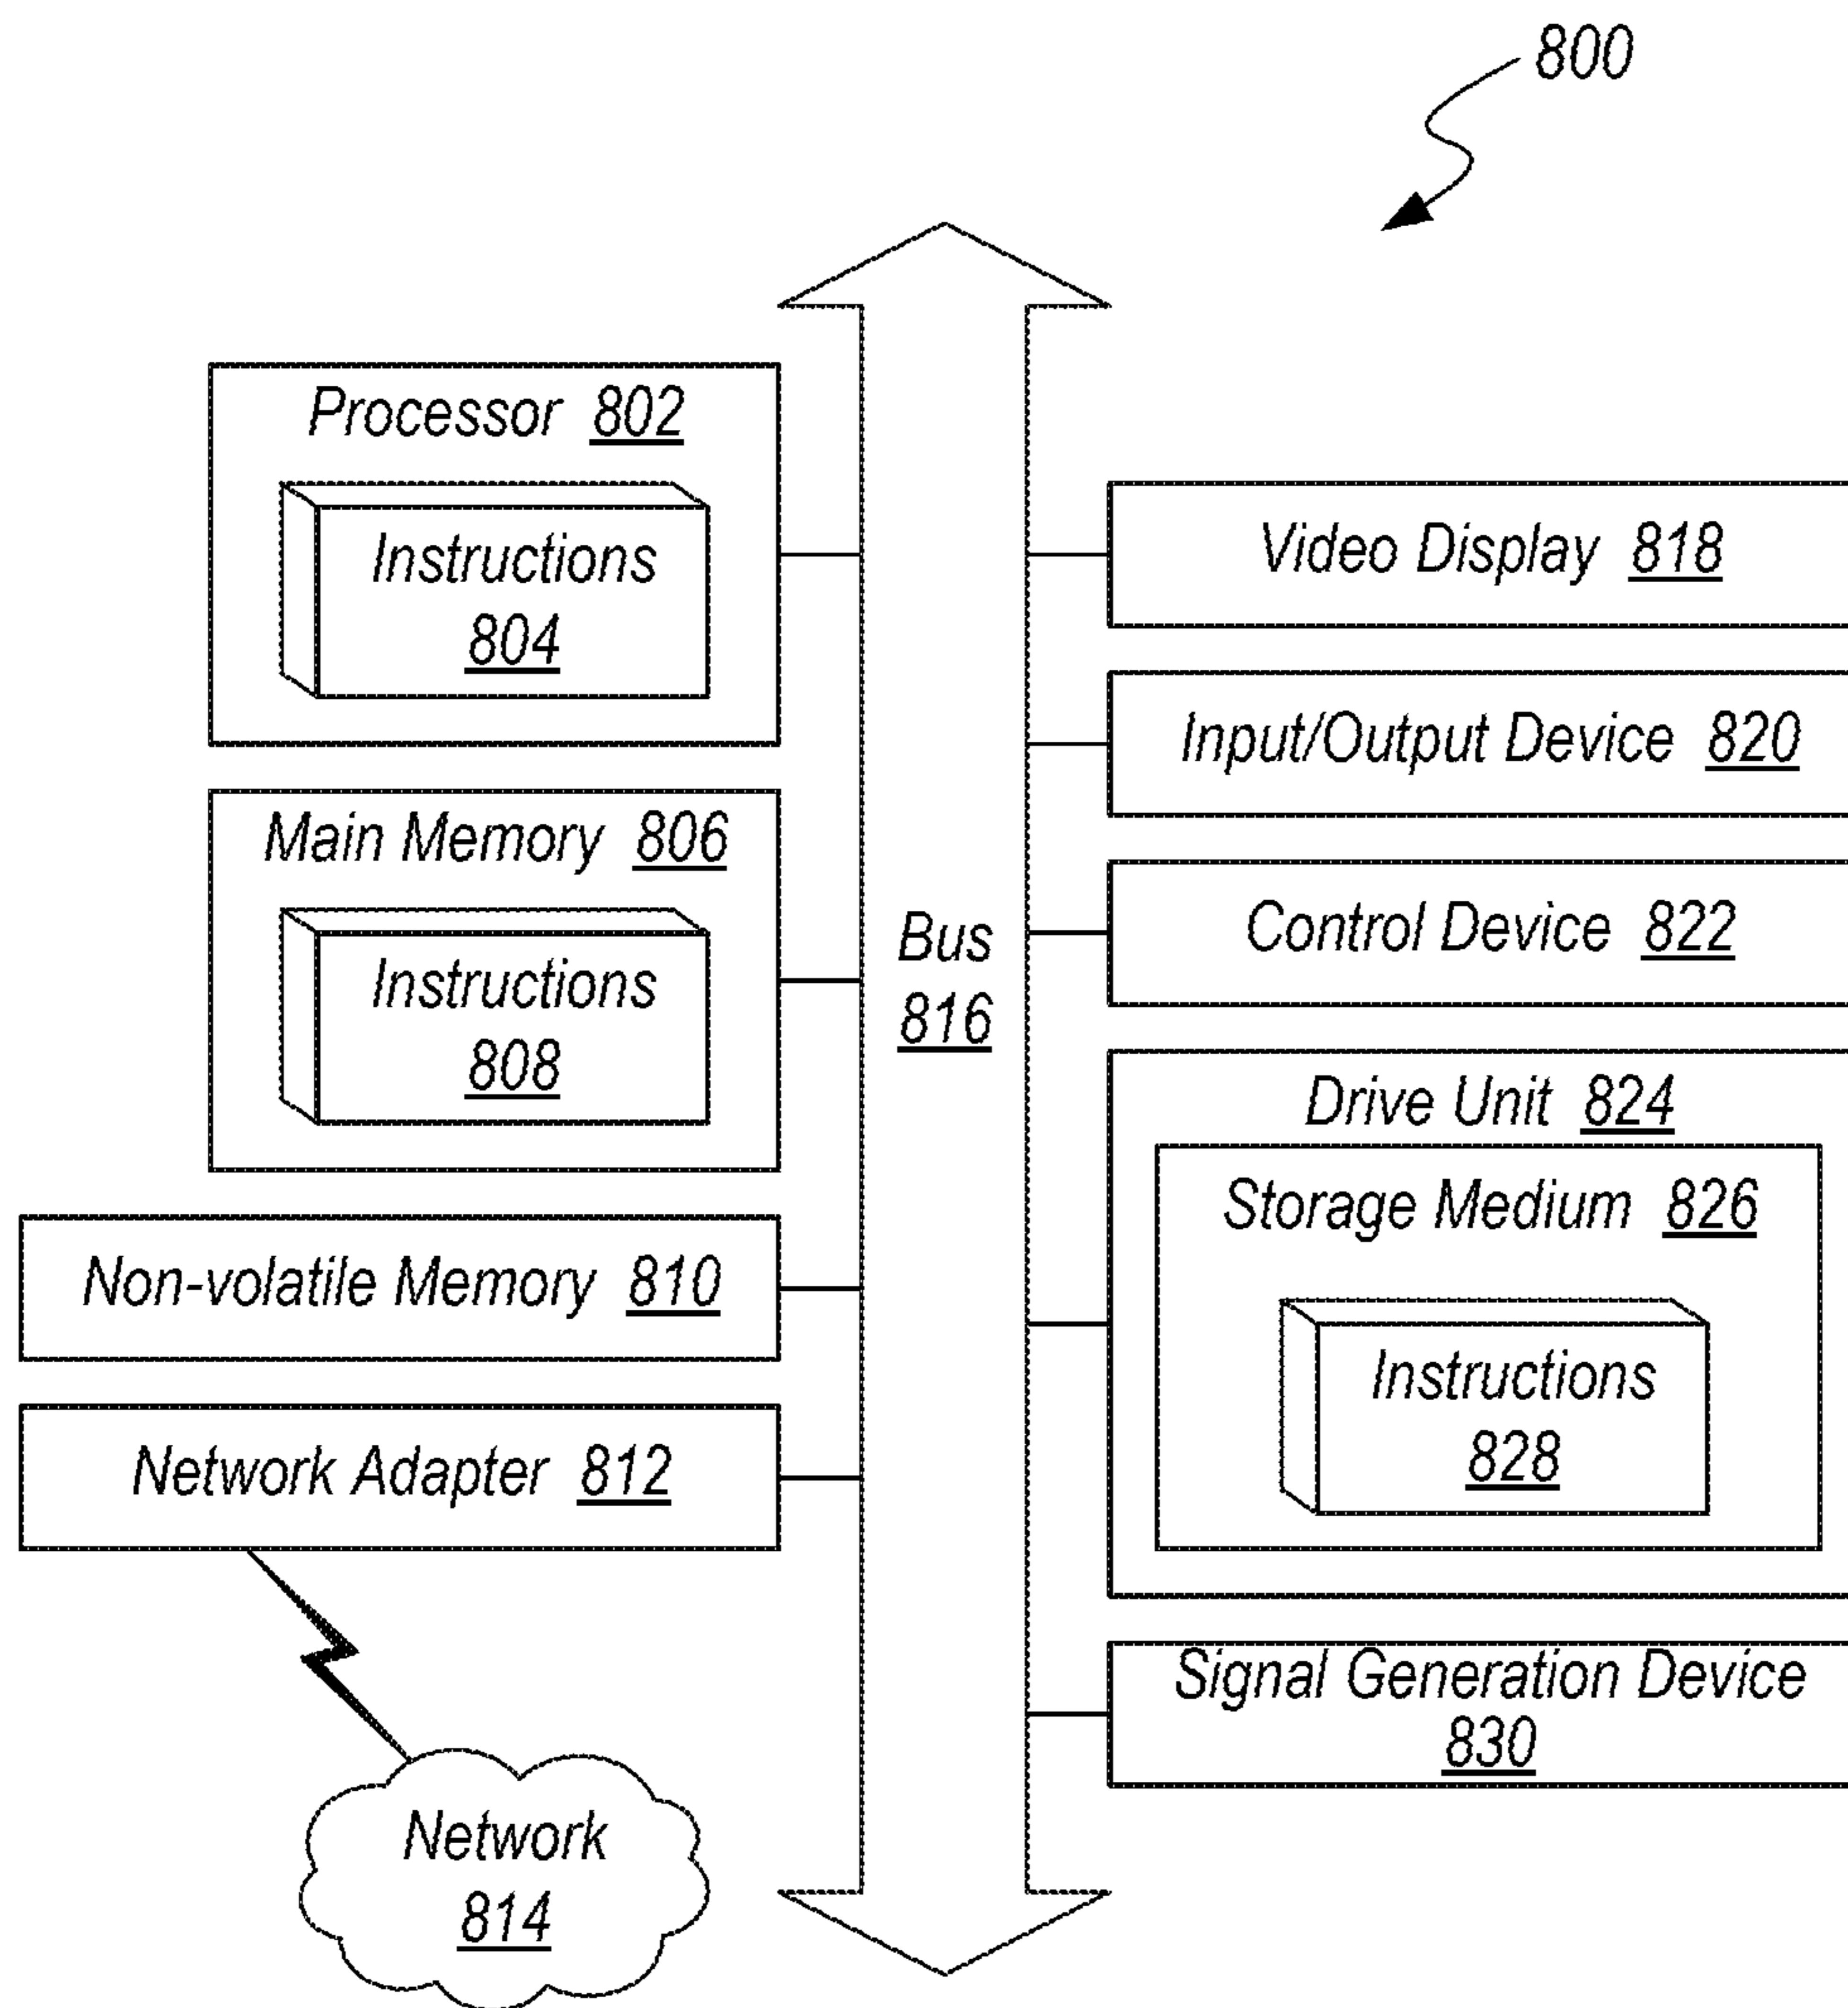 800
Processor 802
Instructions
804
Main Memory 806
Instructions
808
Non-volatile Memory 810
Network Adapter 812
Network
814
Bus
816
Video Display 818
Input/Output Device 820
Control Device 822
Drive Unit 824
Storage Medium 826
Instructions
828
Signal Generation Device
830